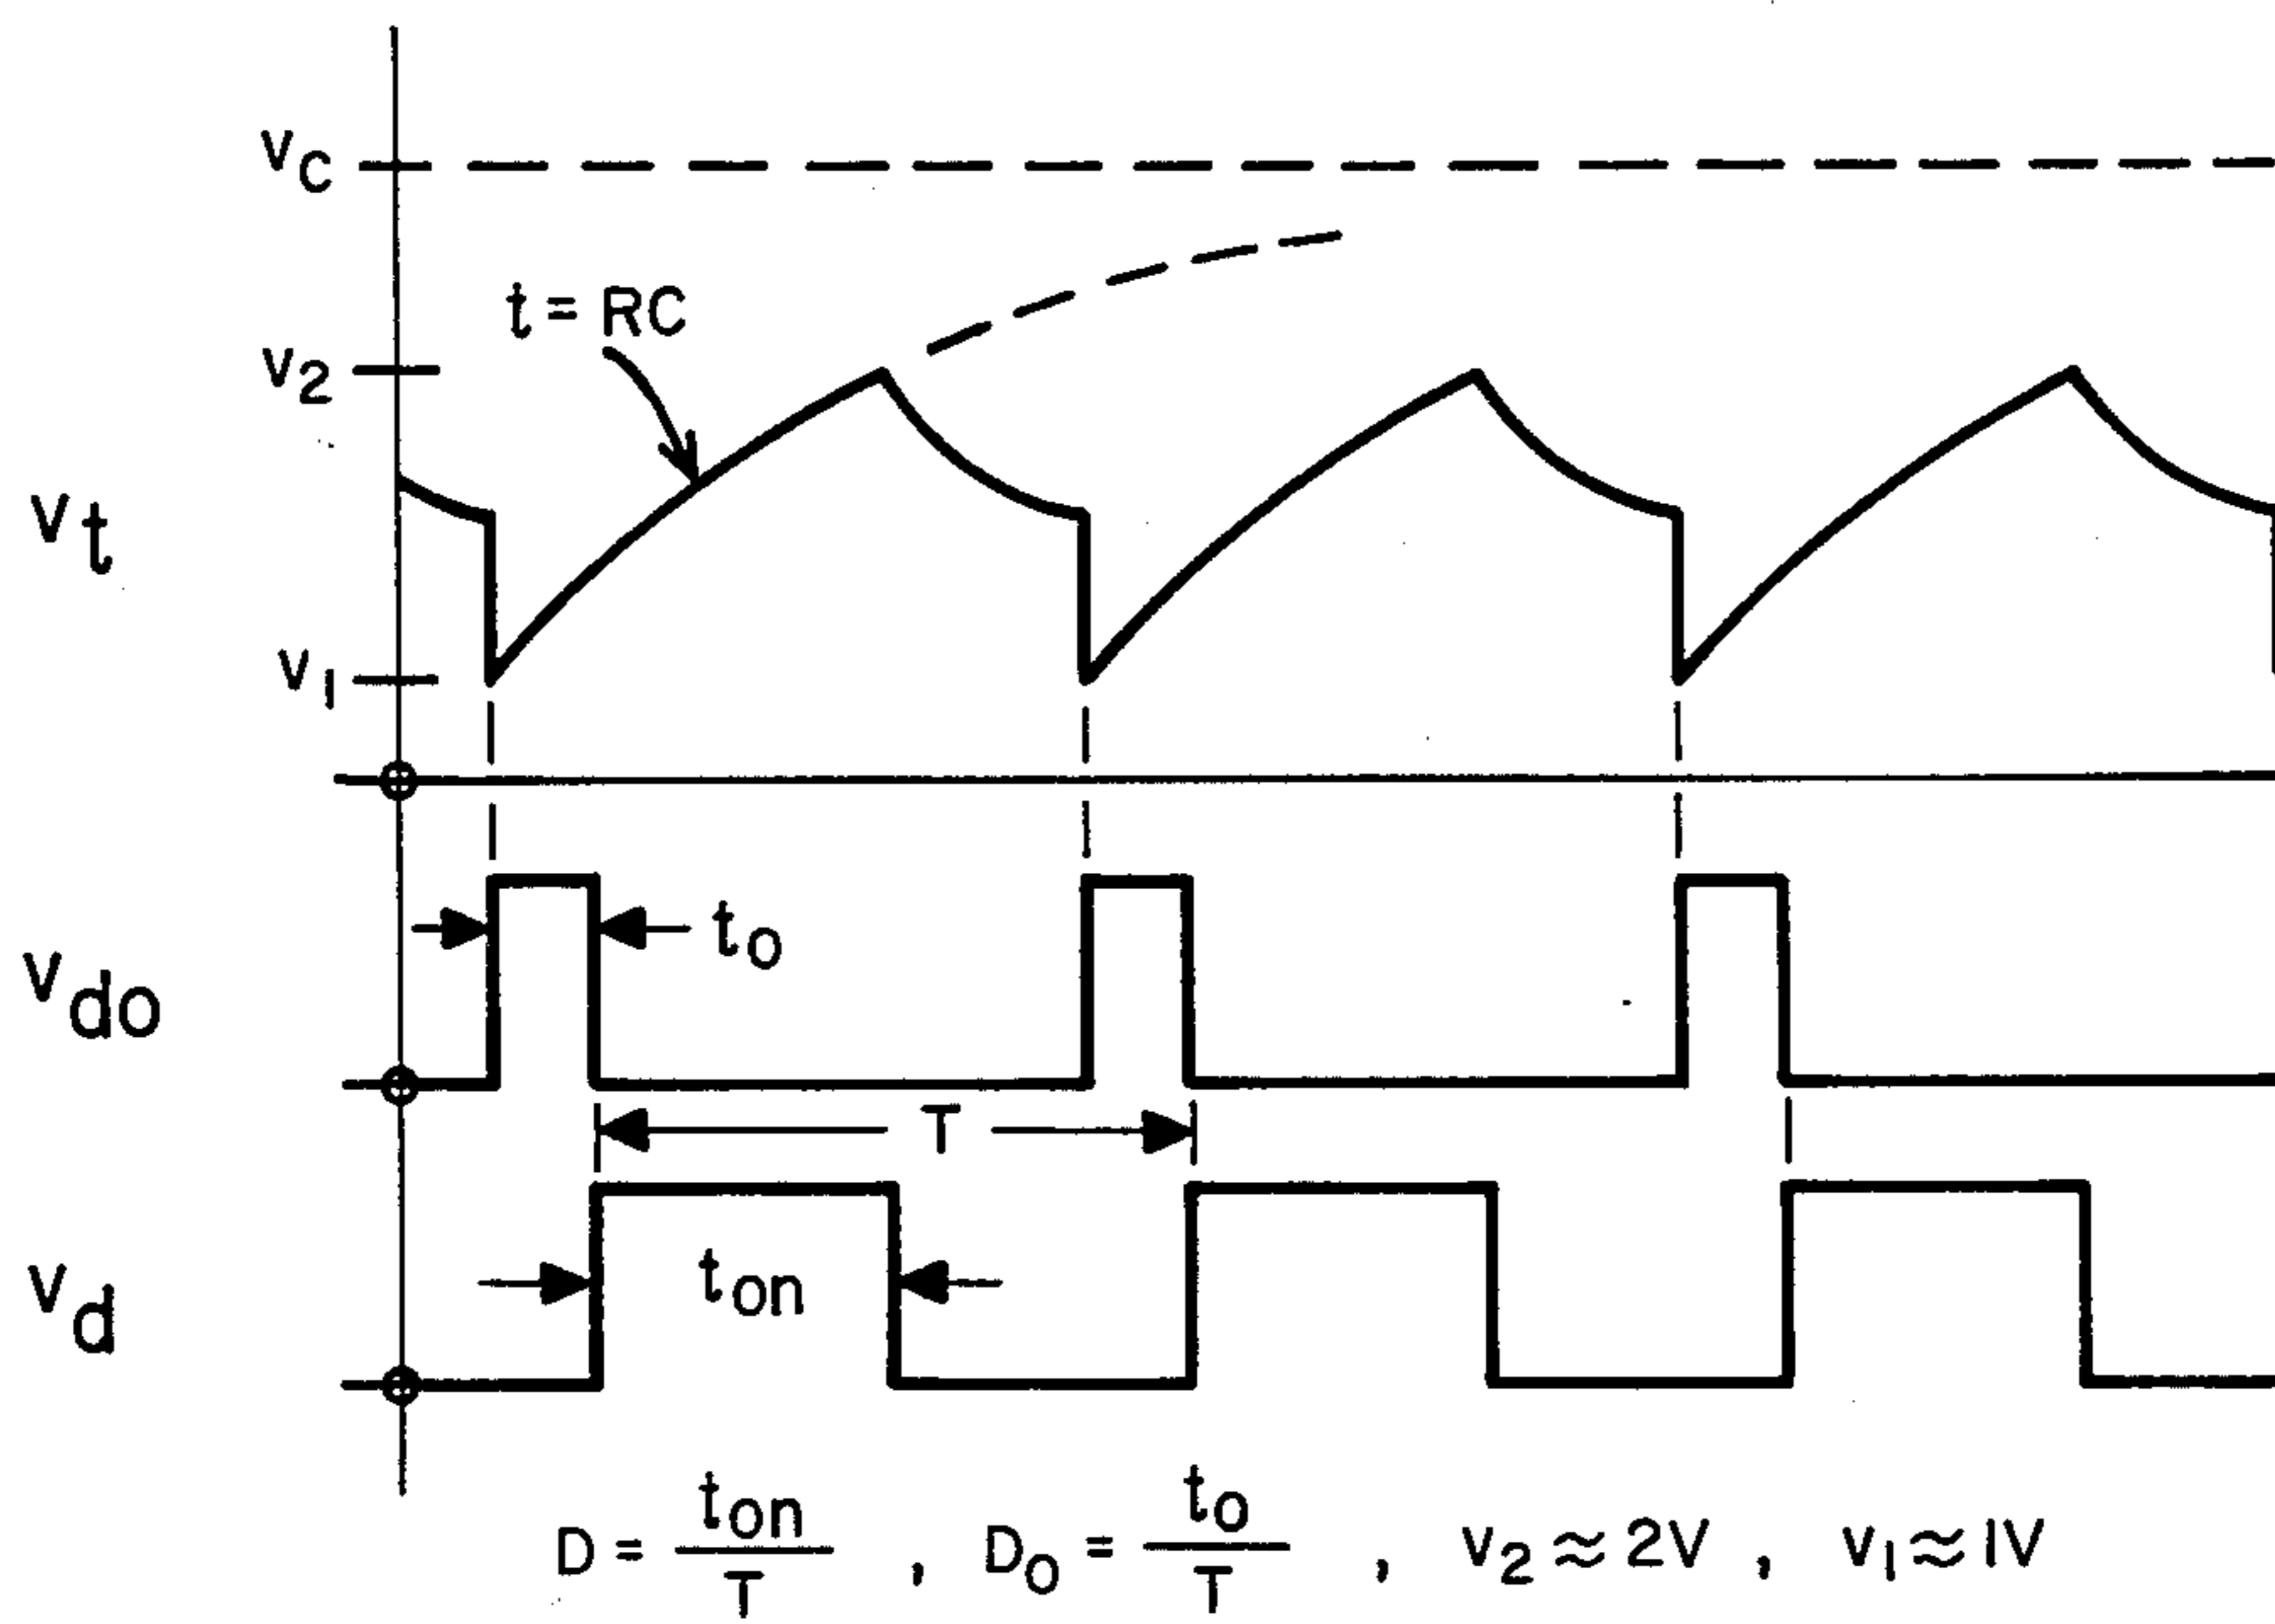 v_C
t = RC
v_2
v_t
v_1
t_o
v_do
T
t_on
v_d
D = t_on / T , D_o = t_o / T , v_2 ≈ 2V , v_1 ≈ 1V